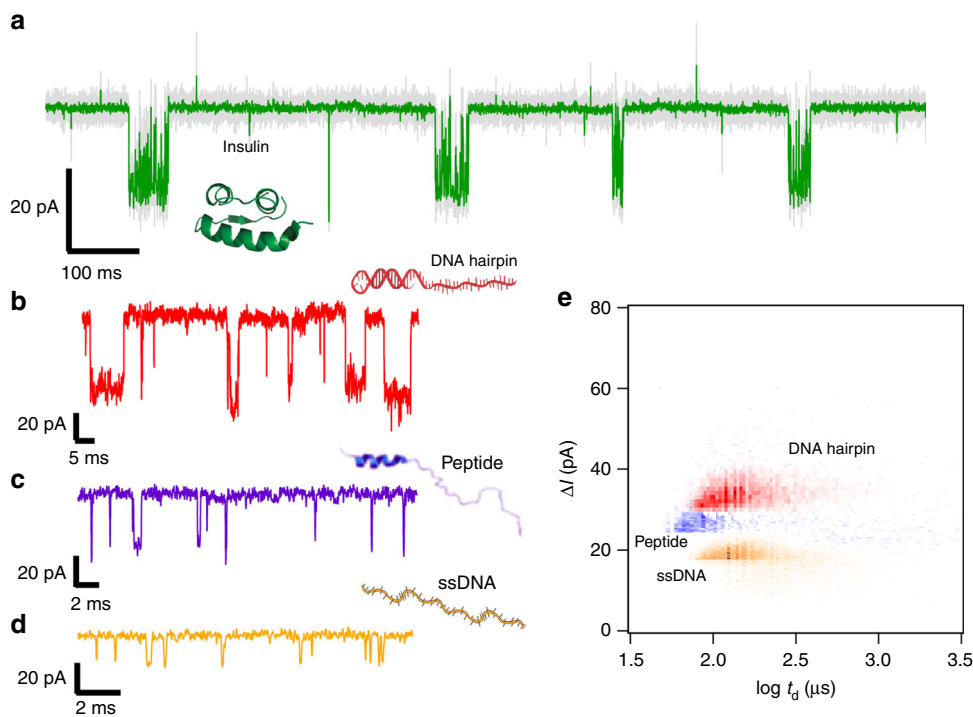 a
Insulin
20 pA
100 ms
DNA hairpin
b
20 pA
5 ms
Peptide
c
20 pA
2 ms
ssDNA
d
20 pA
2 ms
e
80
60
40
20
0
ΔI (pA)
DNA hairpin
Peptide
ssDNA
1.5 2.0 2.5 3.0 3.5
log td (μs)